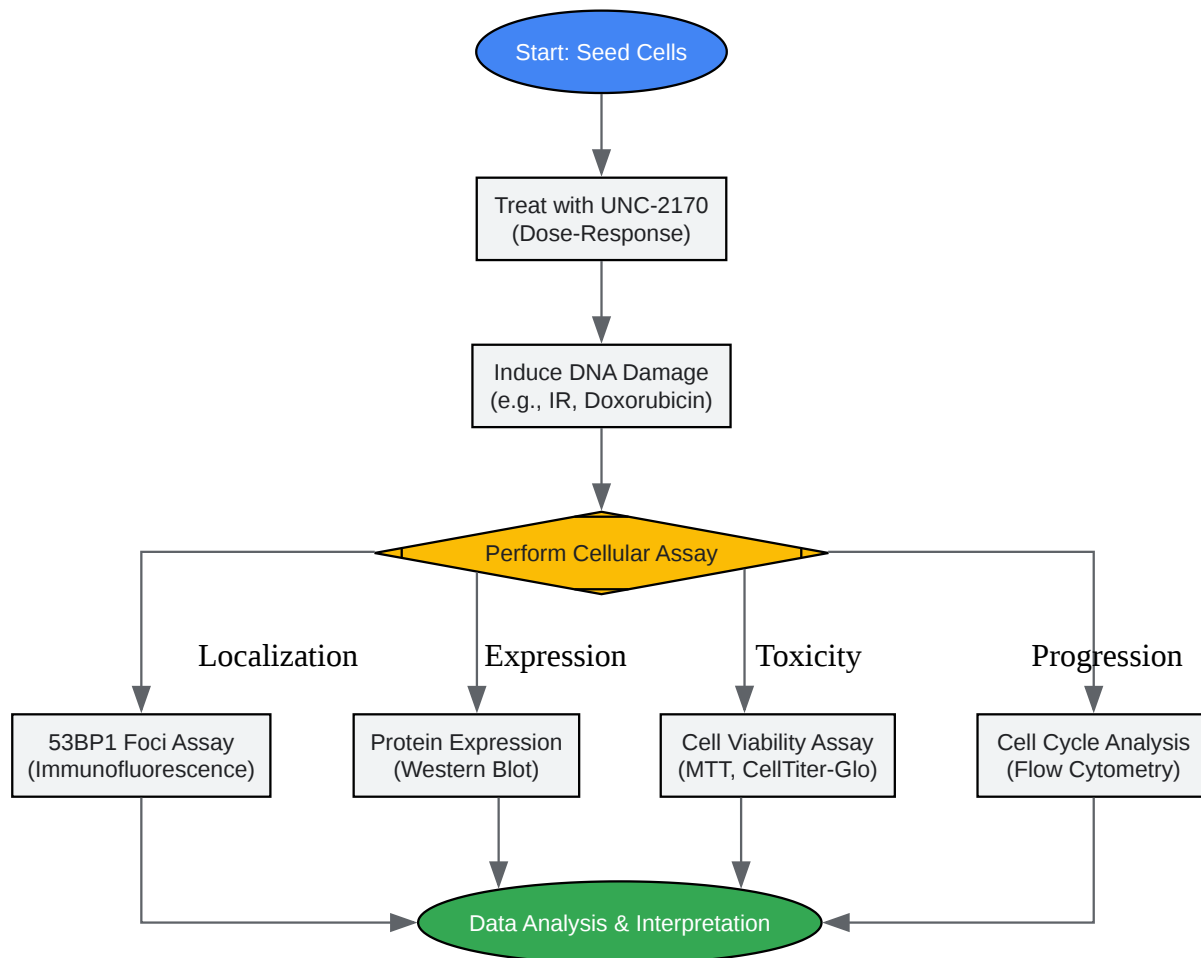 Start: Seed Cells
Treat with UNC-2170
(Dose-Response)
Induce DNA Damage
(e.g., IR, Doxorubicin)
Perform Cellular Assay
Localization
Expression
Toxicity
Progression
53BP1 Foci Assay
(Immunofluorescence)
Protein Expression
(Western Blot)
Cell Viability Assay
(MTT, CellTiter-Glo)
Cell Cycle Analysis
(Flow Cytometry)
Data Analysis & Interpretation